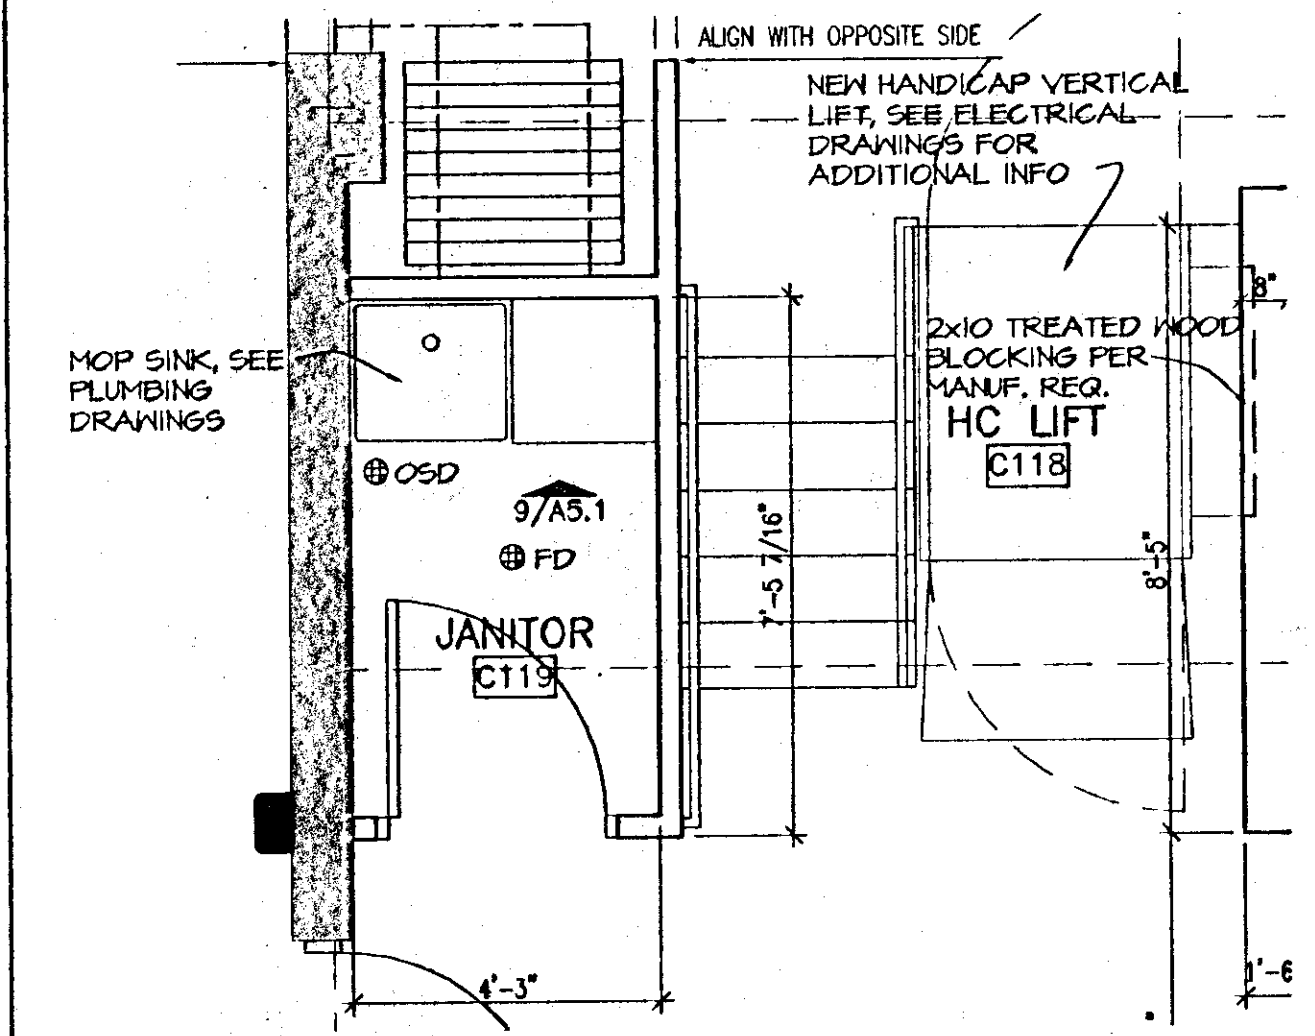 ALIGN WITH OPPOSITE SIDE
NEW HANDICAP VERTICAL
LIFT, SEE ELECTRICAL
DRAWINGS FOR
ADDITIONAL INFO
8"
MOP SINK, SEE
PLUMBING
DRAWINGS
2x10 TREATED WOOD
BLOCKING PER
MANUF. REQ.
HC LIFT
C118
OSD
9/A5.1
FD
7'-5 7/16"
8'-5"
JANITOR
C119
4'-3"
1'-6